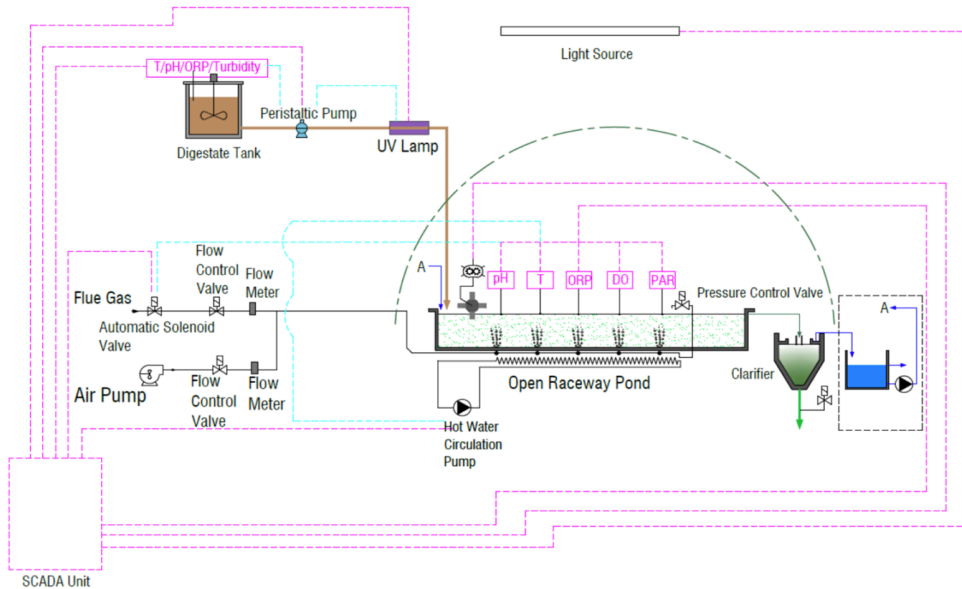 Light Source
T/pH/ORP/Turbidity
Peristaltic Pump
UV Lamp
Digestate Tank
Flow
Control
Valve
Flow
Meter
A
pH
T
ORP
DO
PAR
Pressure Control Valve
A
Flue Gas
Automatic Solenoid
Valve
Clarifier
Open Raceway Pond
Air Pump
Flow
Control
Valve
Flow
Meter
Hot Water
Circulation
Pump
SCADA Unit